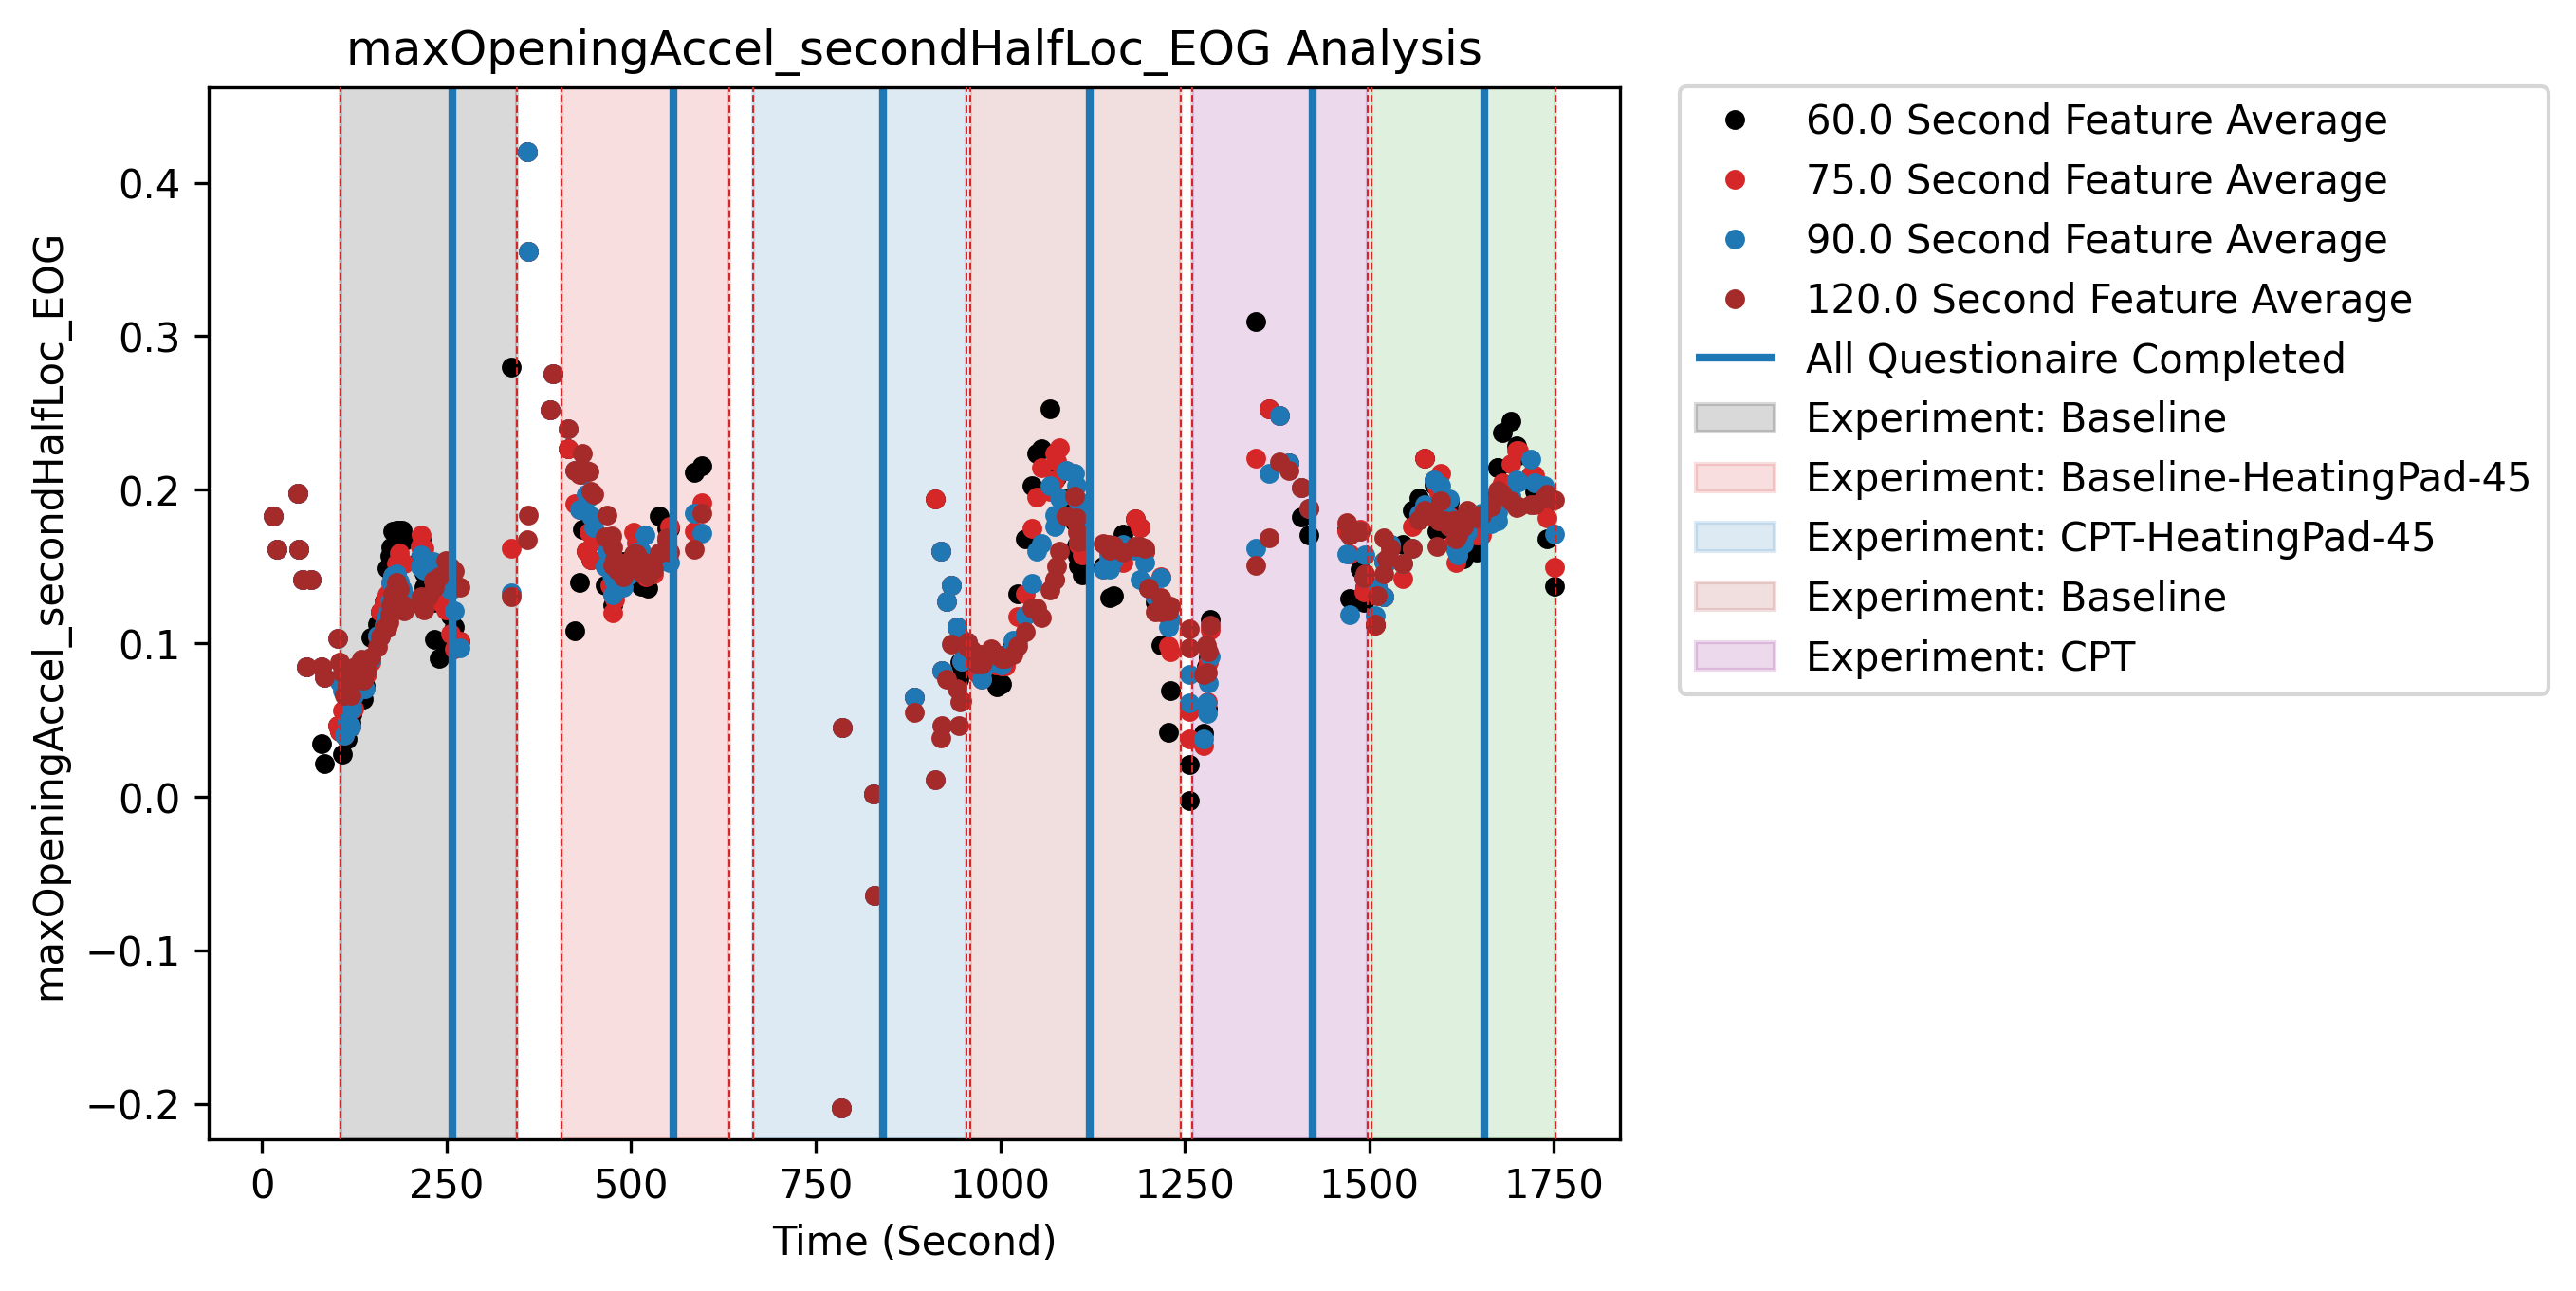 maxOpeningAccel_secondHalfLoc_EOG Analysis
maxOpeningAccel_secondHalfLoc_EOG
0.4
0.3
0.2
0.1
0.0
−0.1
−0.2
0 250 500 750 1000 1250 1500 1750
Time (Second)
60.0 Second Feature Average
75.0 Second Feature Average
90.0 Second Feature Average
120.0 Second Feature Average
All Questionaire Completed
Experiment: Baseline
Experiment: Baseline-HeatingPad-45
Experiment: CPT-HeatingPad-45
Experiment: Baseline
Experiment: CPT